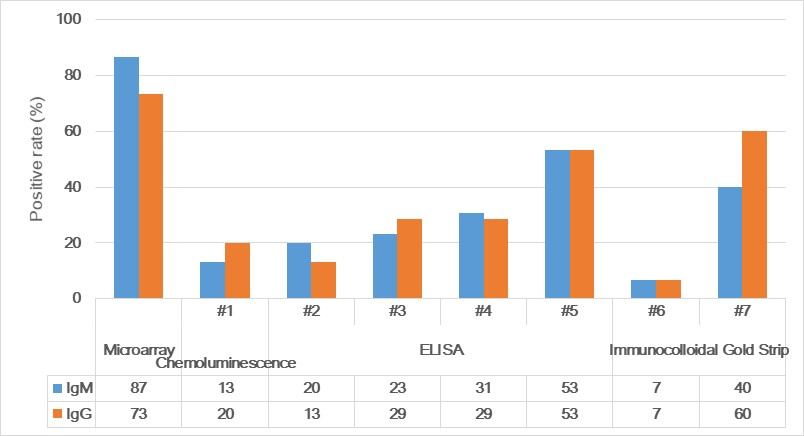 100
80
60
40
20
0
Positive rate (%)
#1 #2 #3 #4 #5 #6 #7
Microarray Chemoluminescence ELISA Immunocolloidal Gold Strip
IgM 87 13 20 23 31 53 7 40
IgG 73 20 13 29 29 53 7 60